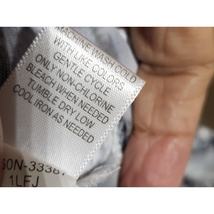 MACHINE WASH COLD
WITH LIKE COLORS
GENTLE CYCLE
ONLY NON-CHLORINE
BLEACH WHEN NEEDED
TUMBLE DRY LOW
COOL IRON AS NEEDED
1LFJ